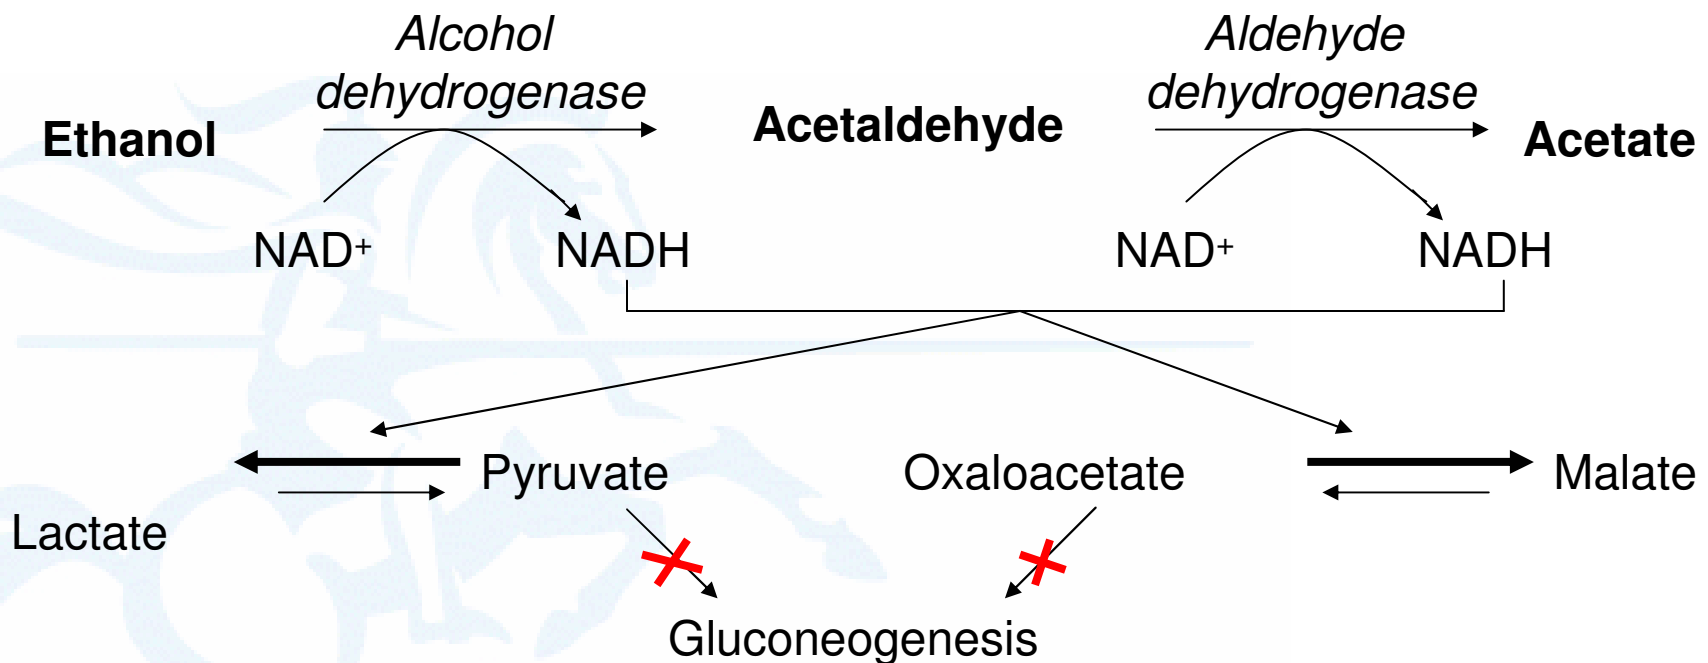 Alcohol
dehydrogenase
Aldehyde
dehydrogenase
Ethanol
Acetaldehyde
Acetate
NAD⁺
NADH
NAD⁺
NADH
Pyruvate
Oxaloacetate
Malate
Lactate
Gluconeogenesis